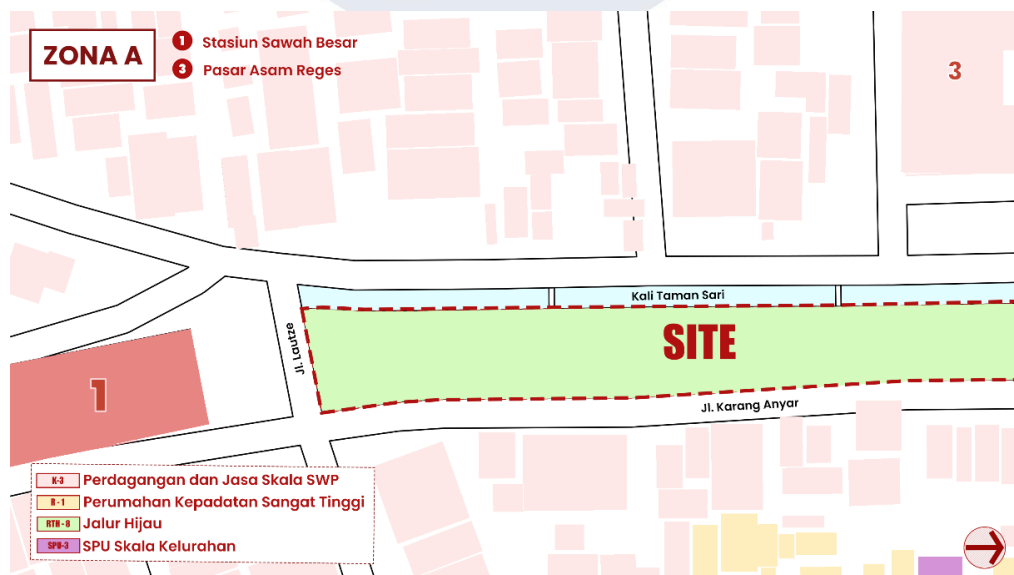 ZONA A
1 Stasiun Sawah Besar
3 Pasar Asam Reges
3
Kali Taman Sari
SITE
Jl. Lautze
1
Jl. Karang Anyar
K-3 Perdagangan dan Jasa Skala SWP
R-1 Perumahan Kepadatan Sangat Tinggi
RTH-8 Jalur Hijau
SPU-3 SPU Skala Kelurahan